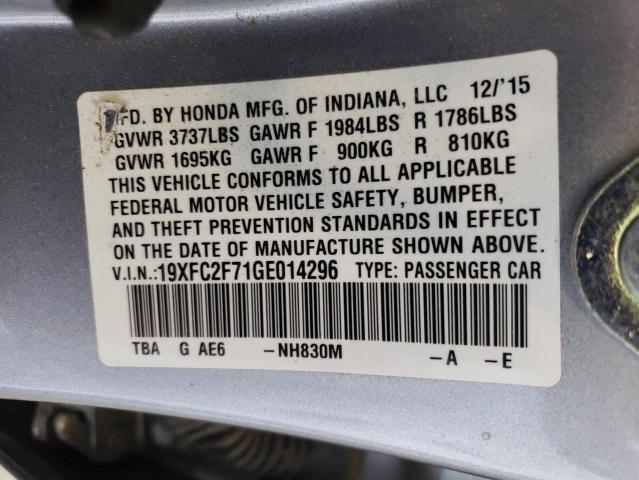 MFD. BY HONDA MFG. OF INDIANA, LLC 12/'15
GVWR 3737LBS GAWR F 1984LBS R 1786LBS
GVWR 1695KG GAWR F 900KG R 810KG
THIS VEHICLE CONFORMS TO ALL APPLICABLE
FEDERAL MOTOR VEHICLE SAFETY, BUMPER,
AND THEFT PREVENTION STANDARDS IN EFFECT
ON THE DATE OF MANUFACTURE SHOWN ABOVE.
V.I.N.:19XFC2F71GE014296 TYPE: PASSENGER CAR
TBA G AE6 -NH830M -A -E